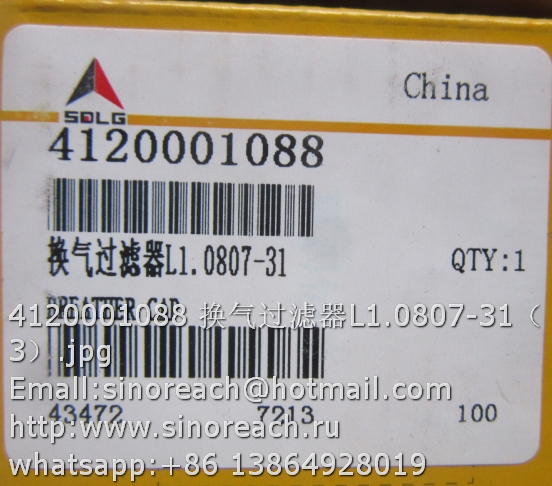 China
SDLG
4120001088
换气过滤器L1.0807-31
QTY:1
BREATHER CAP
4120001088 换气过滤器L1.0807-31（
3）.jpg
Emall:sinoreach@hotmail.com
43472 7213 100
http:www.sinoreach.ru
whatsapp:+86 13864928019